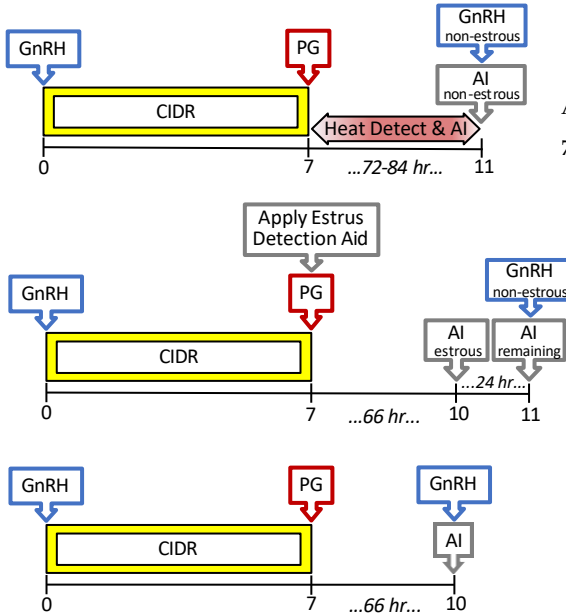 GnRH
non-estrous
GnRH
PG
AI
non-estrous
CIDR
Heat Detect & AI
0
7
...72-84 hr...
11
7
Apply Estrus
Detection Aid
GnRH
PG
GnRH
non-estrous
CIDR
AI
estrous
AI
remaining
...24 hr...
0
7
...66 hr...
10
11
GnRH
PG
GnRH
CIDR
AI
0
7
...66 hr...
10